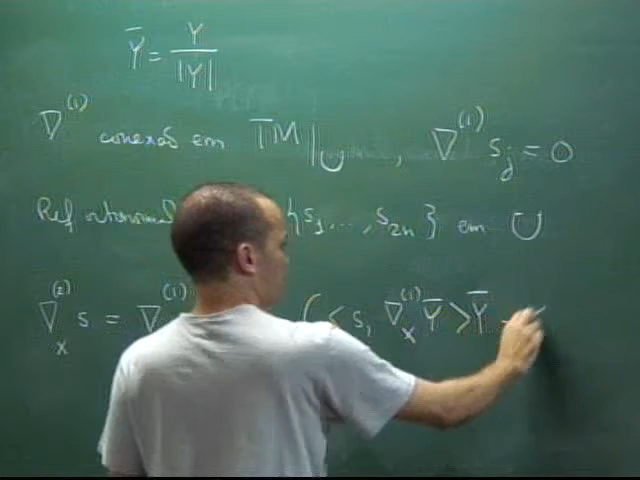 Ȳ = Y / |Y|
∇^(1) conexão em TM|_U , ∇^(1) s_j = 0
Ref ortonormal {s_1 ..., s_2n } em U
∇_X^(2) s = ∇^(1) ( < s, ∇_X^(1) Ȳ > Ȳ -